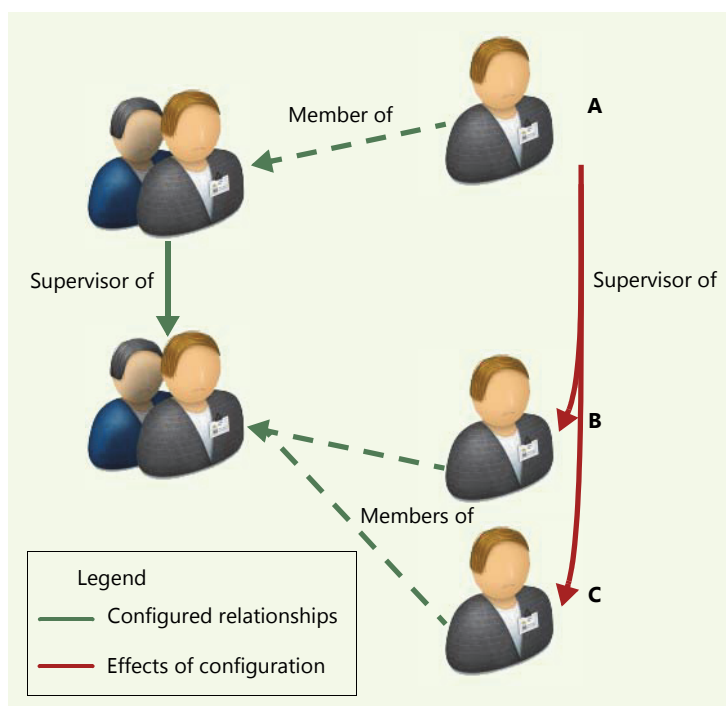 Member of
A
Supervisor of
Supervisor of
B
Members of
C
Legend
Configured relationships
Effects of configuration